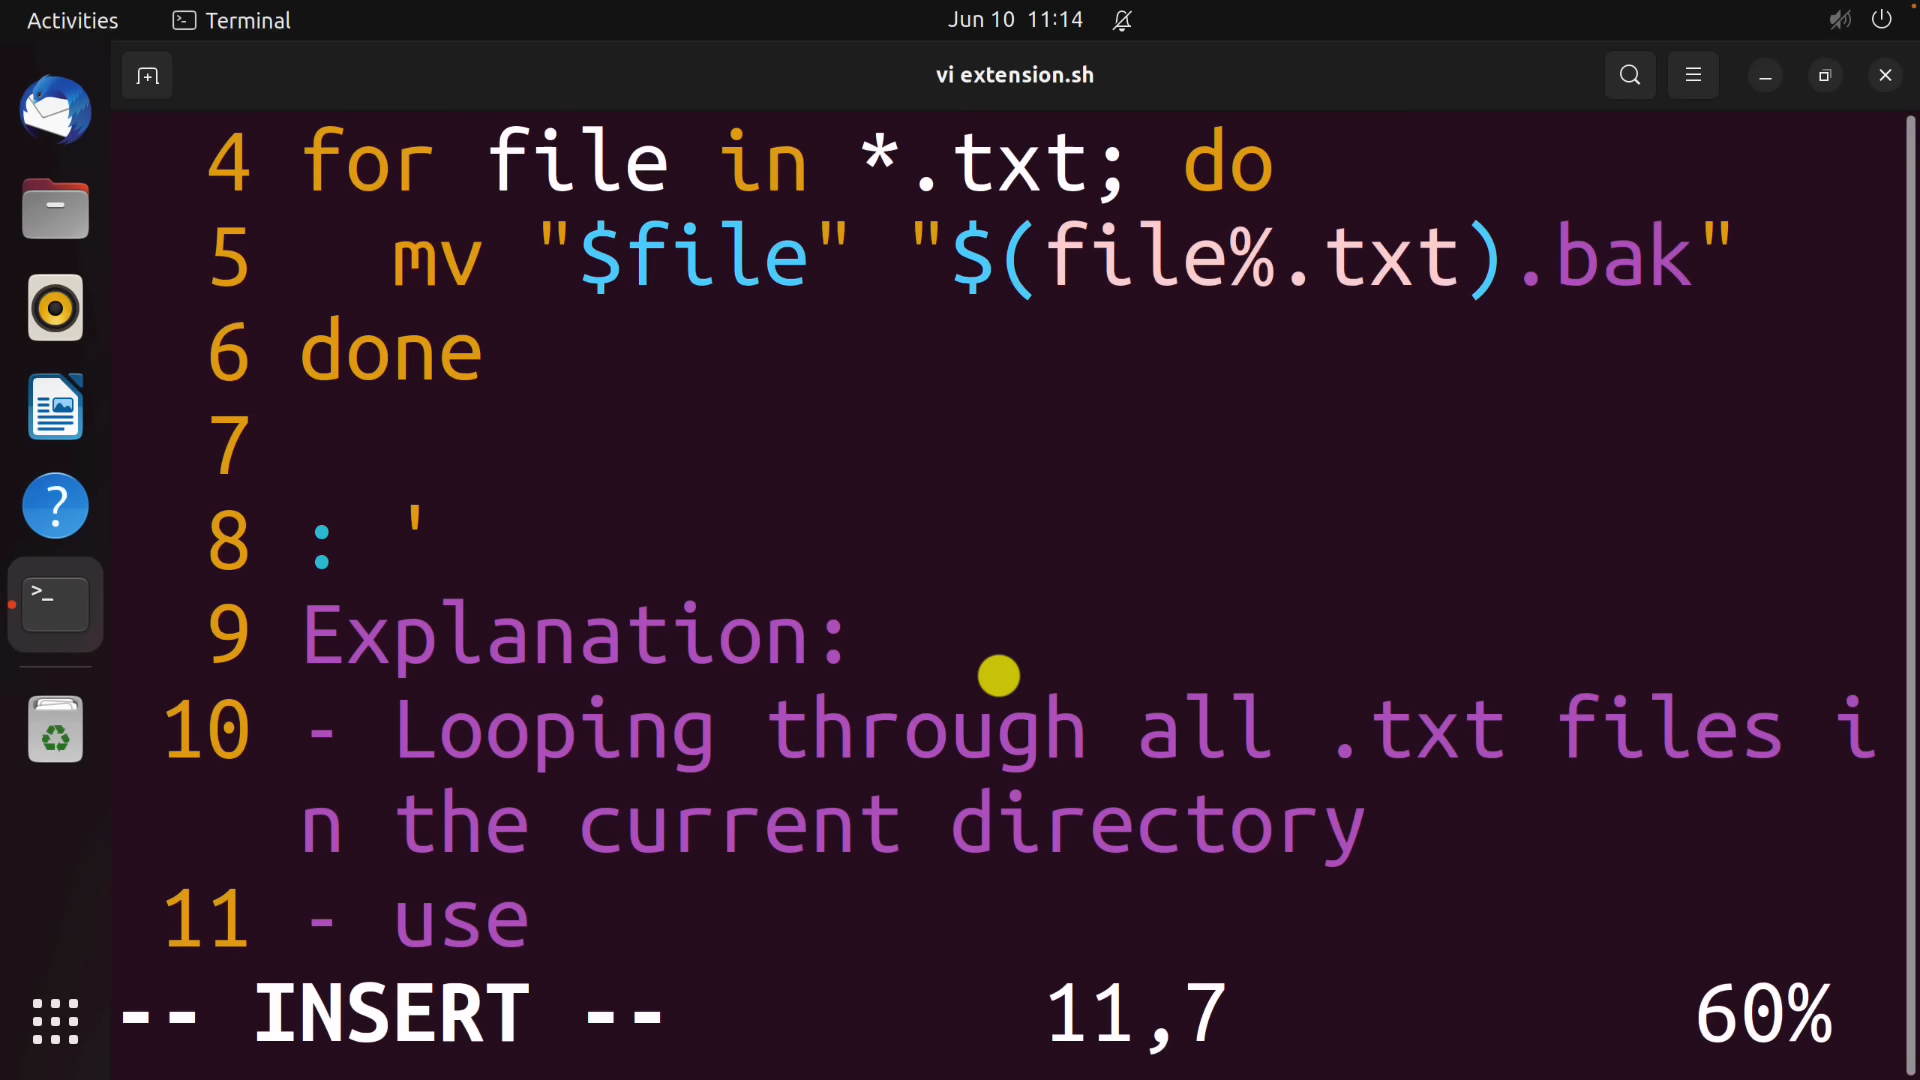 Activities Terminal Jun 10 11:14
vi extension.sh
4 for file in *.txt; do
5 mv "$file" "$(file%.txt).bak"
6 done
7
8 : '
9 Explanation:
10 - Looping through all .txt files i
n the current directory
11 - use
-- INSERT -- 11,7 60%